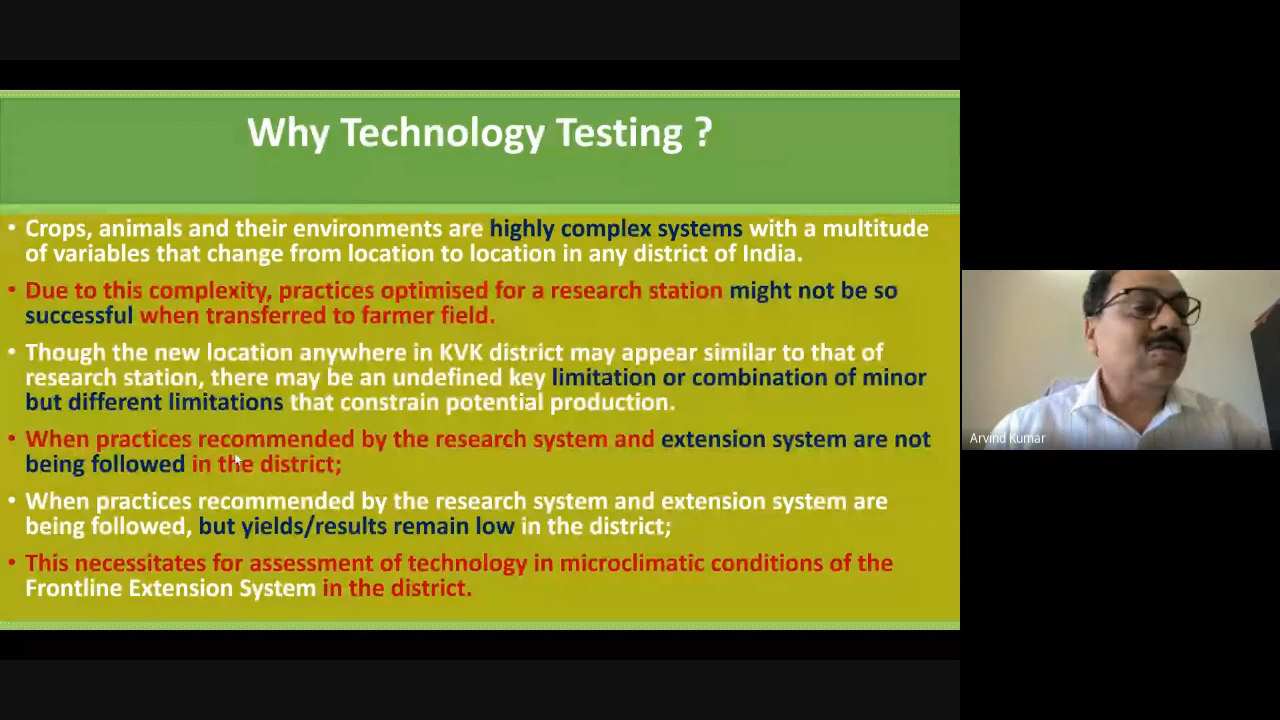 Why Technology Testing ?
• Crops, animals and their environments are highly complex systems with a multitude
of variables that change from location to location in any district of India.
• Due to this complexity, practices optimised for a research station might not be so
successful when transferred to farmer field.
• Though the new location anywhere in KVK district may appear similar to that of
research station, there may be an undefined key limitation or combination of minor
but different limitations that constrain potential production.
• When practices recommended by the research system and extension system are not
being followed in the district;
• When practices recommended by the research system and extension system are
being followed, but yields/results remain low in the district;
• This necessitates for assessment of technology in microclimatic conditions of the
Frontline Extension System in the district.
Arvind Kumar